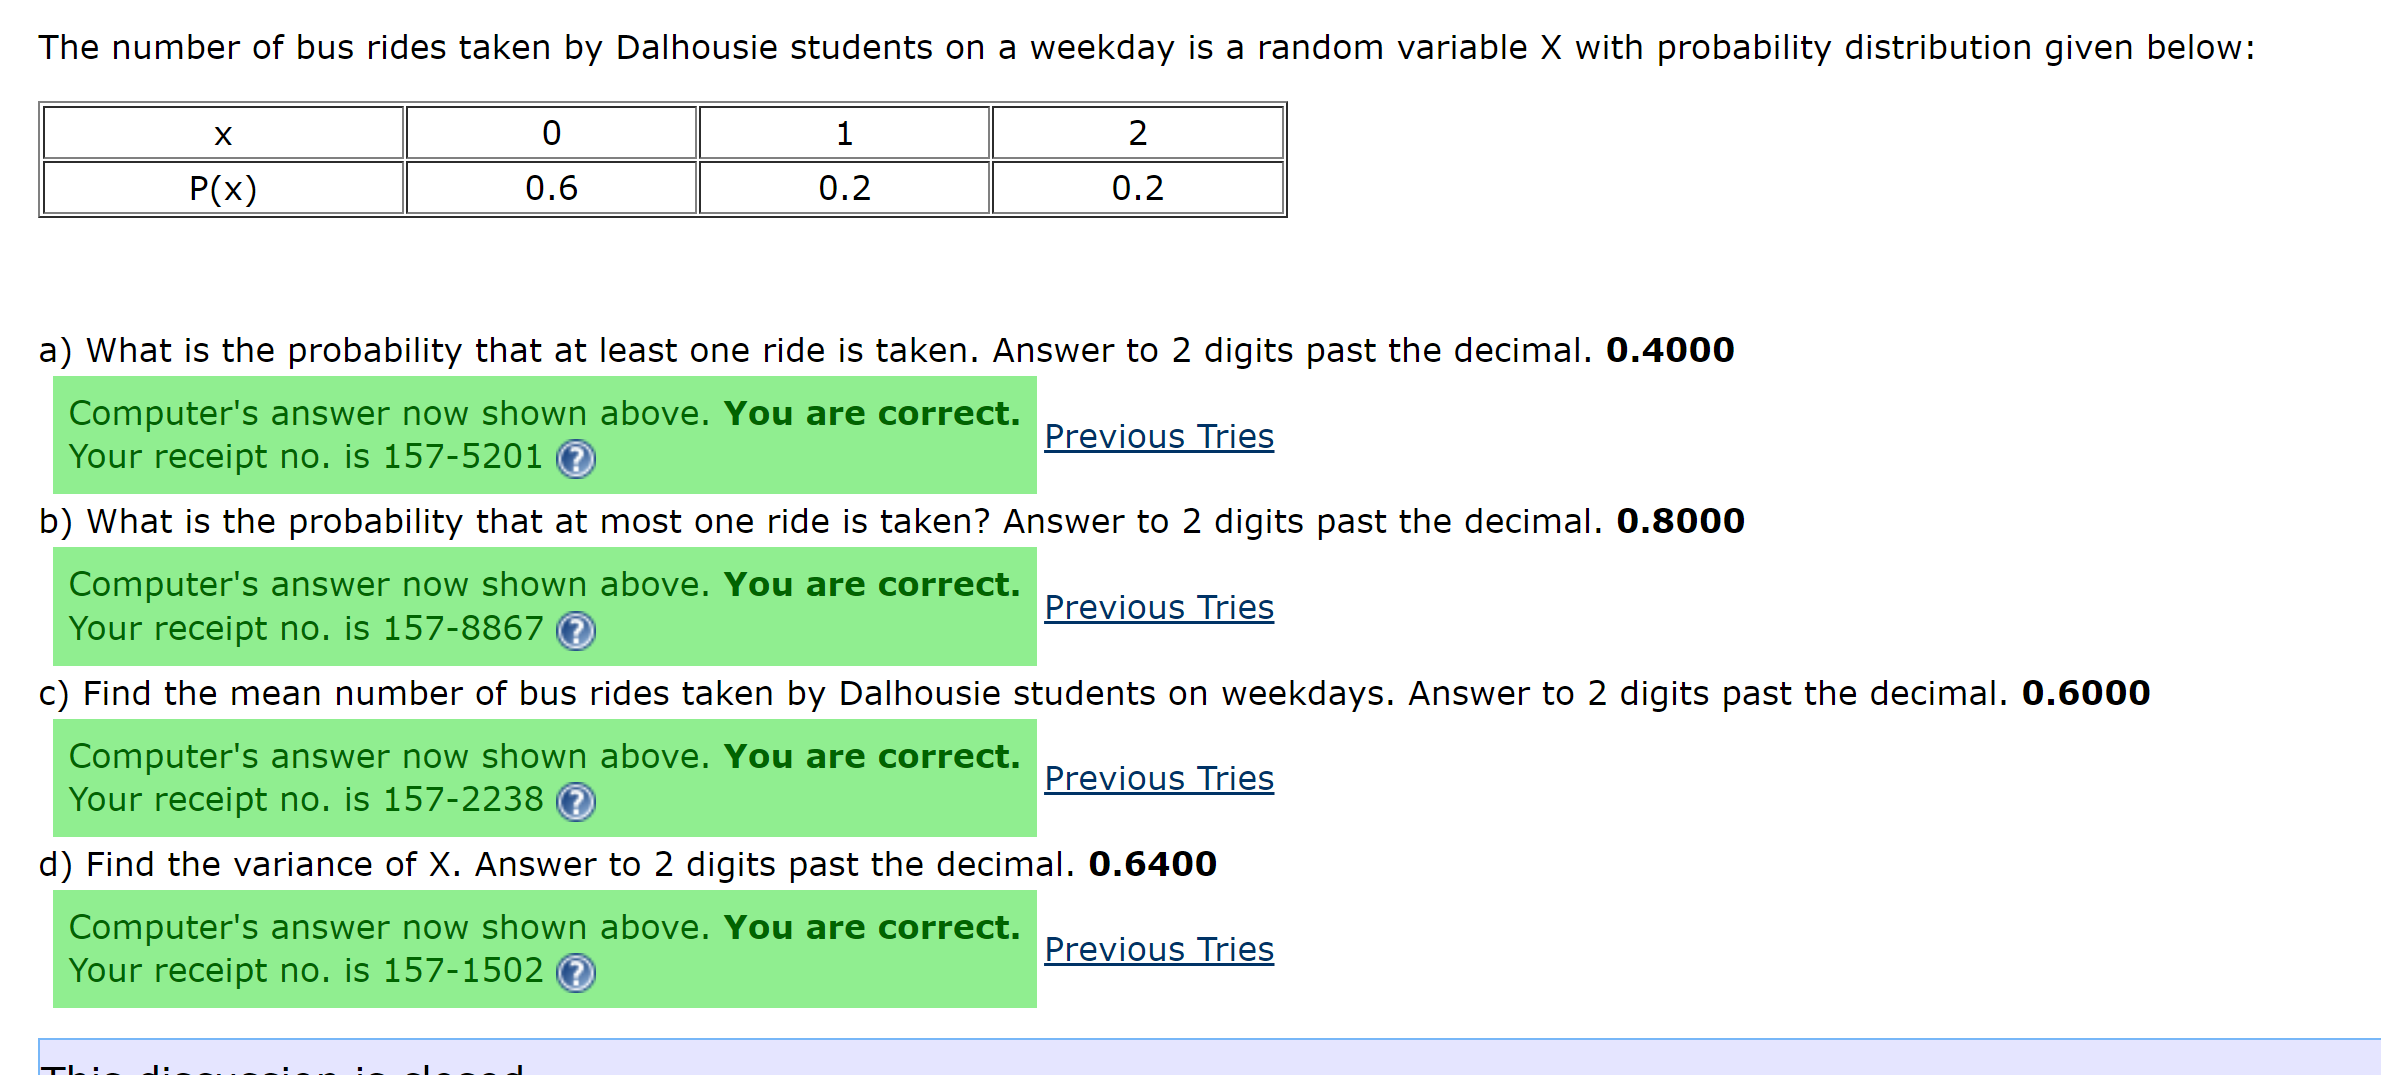 The number of bus rides taken by Dalhousie students on a weekday is a random variable X with probability distribution given below:
x 0 1 2
P(x) 0.6 0.2 0.2
a) What is the probability that at least one ride is taken. Answer to 2 digits past the decimal. 0.4000
Computer's answer now shown above. You are correct.
Your receipt no. is 157-5201 ?
Previous Tries
b) What is the probability that at most one ride is taken? Answer to 2 digits past the decimal. 0.8000
Computer's answer now shown above. You are correct.
Your receipt no. is 157-8867 ?
Previous Tries
c) Find the mean number of bus rides taken by Dalhousie students on weekdays. Answer to 2 digits past the decimal. 0.6000
Computer's answer now shown above. You are correct.
Your receipt no. is 157-2238 ?
Previous Tries
d) Find the variance of X. Answer to 2 digits past the decimal. 0.6400
Computer's answer now shown above. You are correct.
Your receipt no. is 157-1502 ?
Previous Tries
This discussion is closed